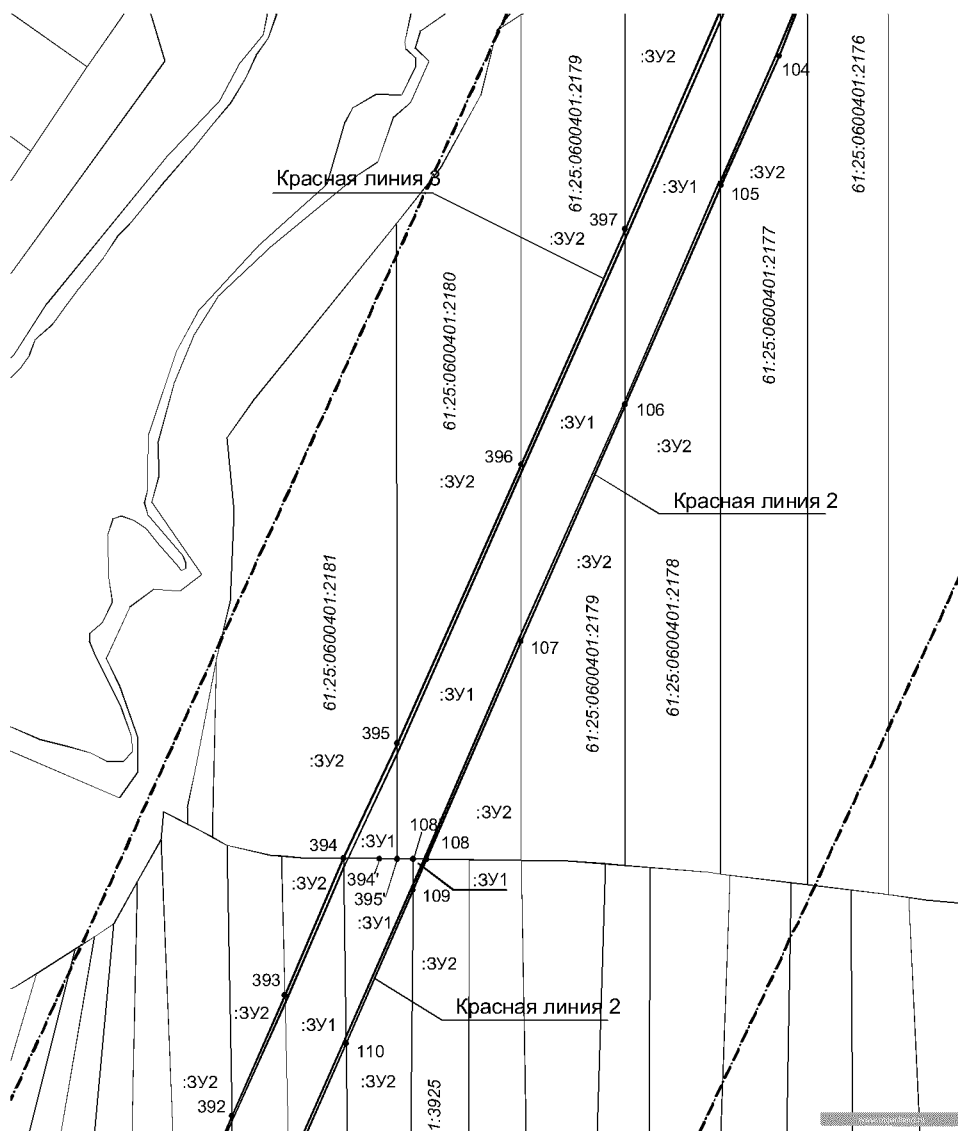 :ЗУ2
61:25:0600401:2179
61:25:0600401:2176
104
:ЗУ2
105
:ЗУ1
Красная линия 3
397
:ЗУ2
61:25:0600401:2177
61:25:0600401:2180
106
:ЗУ1
:ЗУ2
396
:ЗУ2
Красная линия 2
:ЗУ2
61:25:0600401:2181
61:25:0600401:2179
61:25:0600401:2178
107
:ЗУ1
395
:ЗУ2
:ЗУ2
108'
394
:ЗУ1
108
394'
:ЗУ2
395'
:ЗУ1
109
:ЗУ1
:ЗУ2
393
:ЗУ2
:ЗУ1
Красная линия 2
110
:ЗУ2
:ЗУ2
392
1:3925